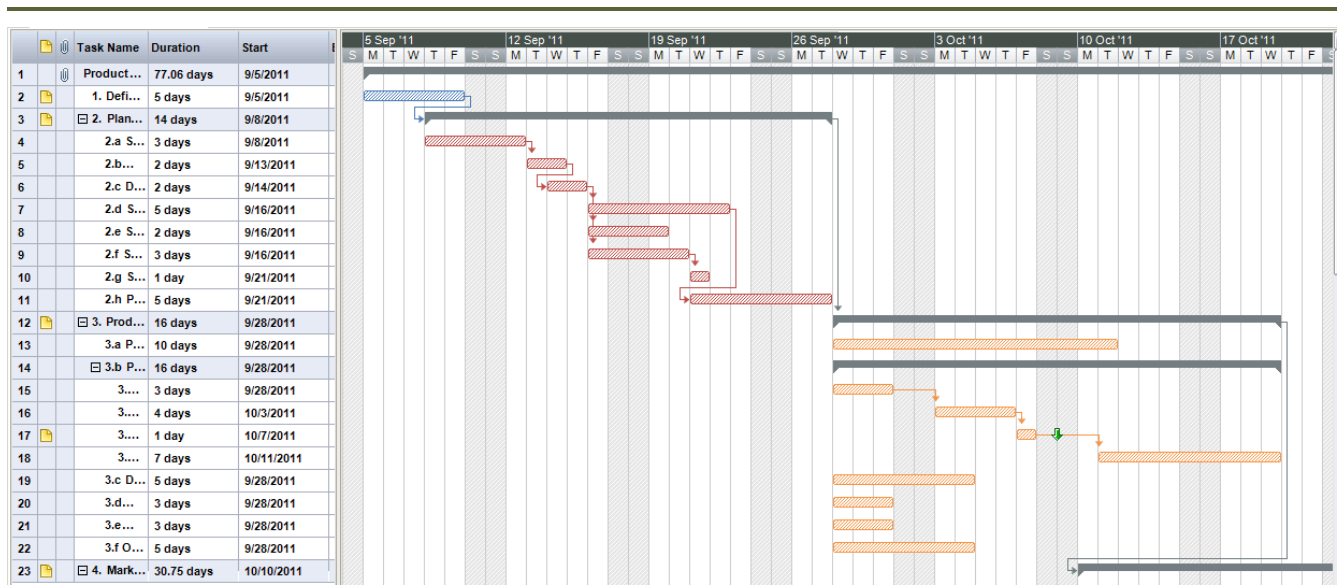 Task Name Duration Start
5 Sep '11 12 Sep '11 19 Sep '11 26 Sep '11 3 Oct '11 10 Oct '11 17 Oct '11
S M T W T F S S M T W T F S S M T W T F S S M T W T F S S M T W T F S S M T W T F S S M T W T F S
1 Product... 77.06 days 9/5/2011
2 1. Defi... 5 days 9/5/2011
3 2. Plan... 14 days 9/8/2011
4 2.a S... 3 days 9/8/2011
5 2.b... 2 days 9/13/2011
6 2.c D... 2 days 9/14/2011
7 2.d S... 5 days 9/16/2011
8 2.e S... 2 days 9/16/2011
9 2.f S... 3 days 9/16/2011
10 2.g S... 1 day 9/21/2011
11 2.h P... 5 days 9/21/2011
12 3. Prod... 16 days 9/28/2011
13 3.a P... 10 days 9/28/2011
14 3.b P... 16 days 9/28/2011
15 3.... 3 days 9/28/2011
16 3.... 4 days 10/3/2011
17 3.... 1 day 10/7/2011
18 3.... 7 days 10/11/2011
19 3.c D... 5 days 9/28/2011
20 3.d... 3 days 9/28/2011
21 3.e... 3 days 9/28/2011
22 3.f O... 5 days 9/28/2011
23 4. Mark... 30.75 days 10/10/2011